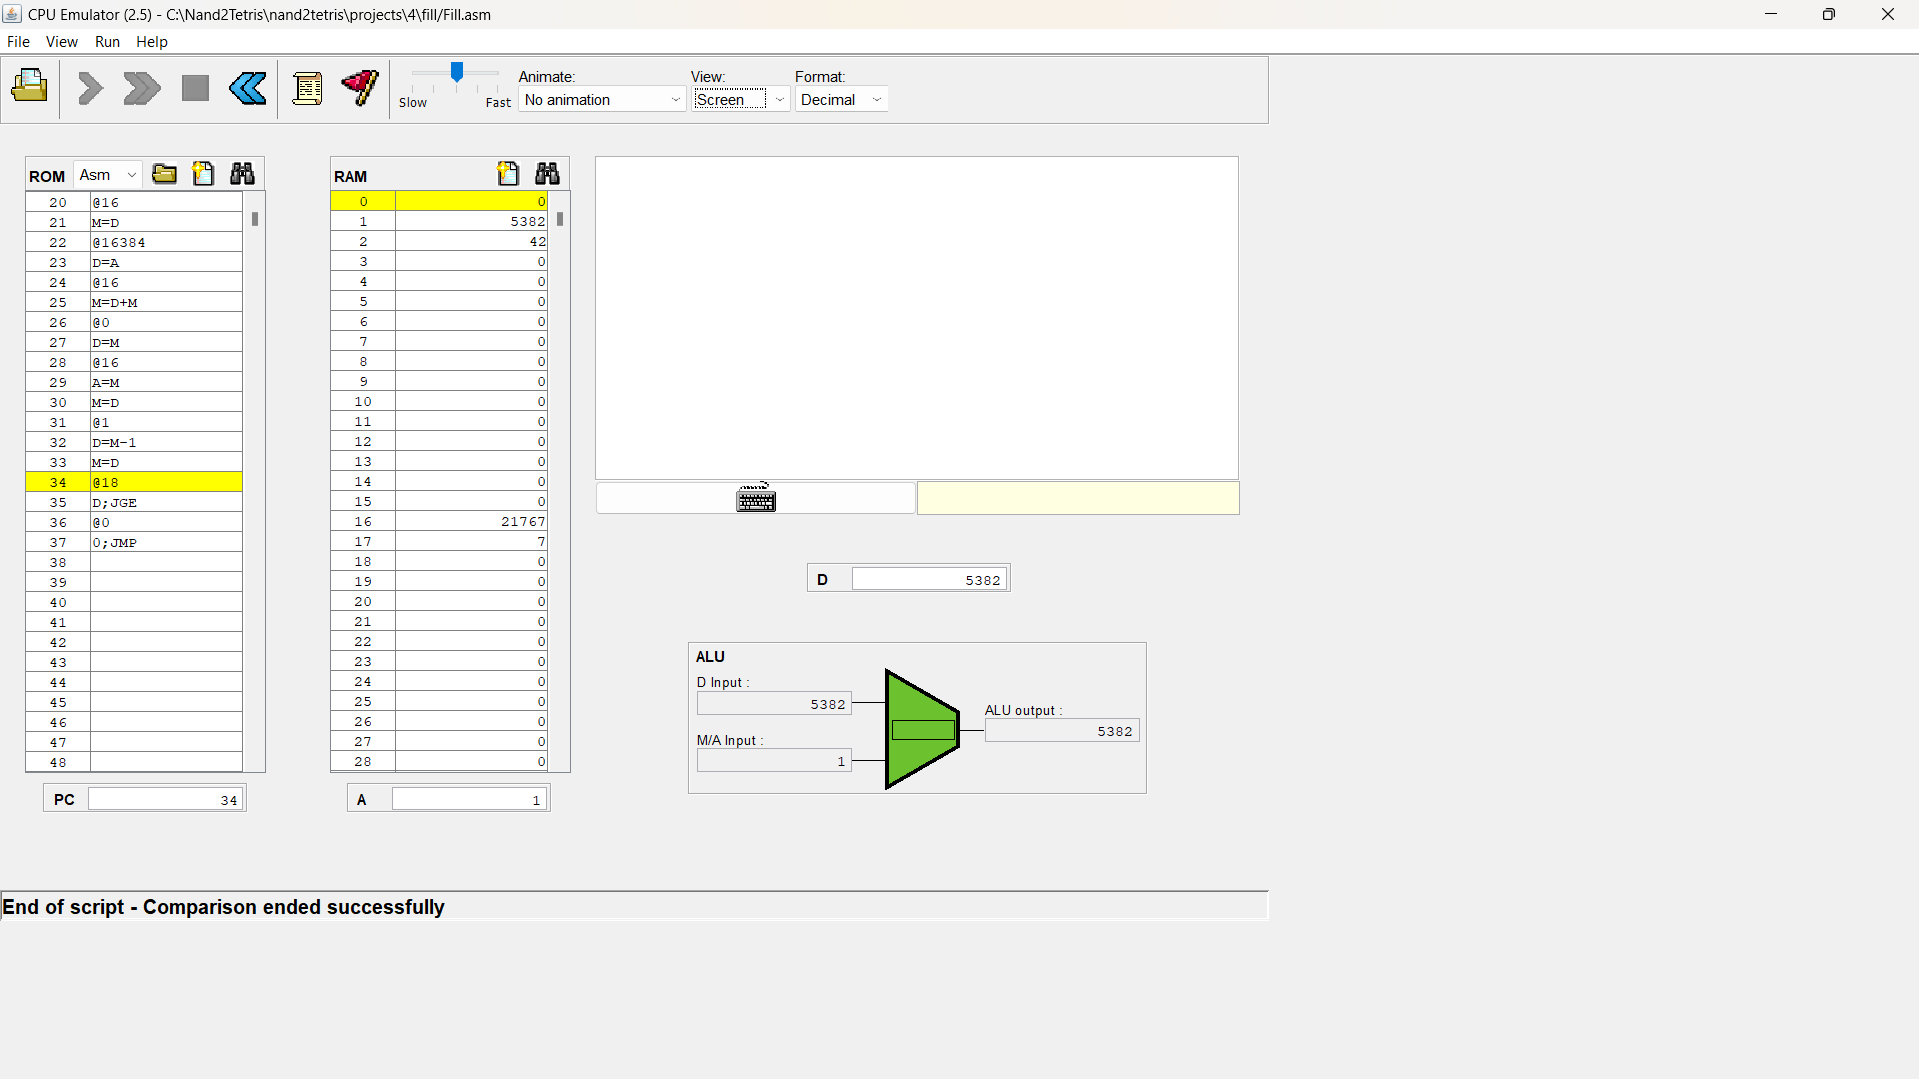 CPU Emulator (2.5) - C:\Nand2Tetris\nand2tetris\projects\4\fill/Fill.asm
File View Run Help
Slow Fast
Animate:
No animation
View:
Screen
Format:
Decimal
ROM Asm
20 @16
21 M=D
22 @16384
23 D=A
24 @16
25 M=D+M
26 @0
27 D=M
28 @16
29 A=M
30 M=D
31 @1
32 D=M-1
33 M=D
34 @18
35 D;JGE
36 @0
37 0;JMP
38
39
40
41
42
43
44
45
46
47
48
PC 34
RAM
0 0
1 5382
2 42
3 0
4 0
5 0
6 0
7 0
8 0
9 0
10 0
11 0
12 0
13 0
14 0
15 0
16 21767
17 7
18 0
19 0
20 0
21 0
22 0
23 0
24 0
25 0
26 0
27 0
28 0
A 1
D 5382
ALU
D Input :
5382
M/A Input :
1
ALU output :
5382
End of script - Comparison ended successfully